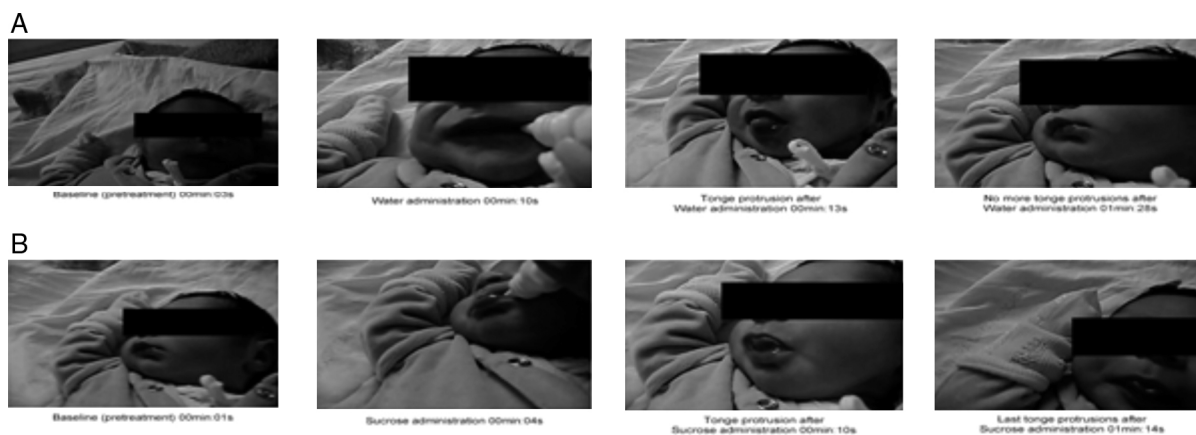 A
Baseline (pretreatment) 00min:03s
Water administration 00min:10s
Tonge protrusion after
Water administration 00min:13s
No more tonge protrusions after
Water administration 01min:28s
B
Baseline (pretreatment) 00min:01s
Sucrose administration 00min:04s
Tonge protrusion after
Sucrose administration 00min:10s
Last tonge protrusions after
Sucrose administration 01min:14s